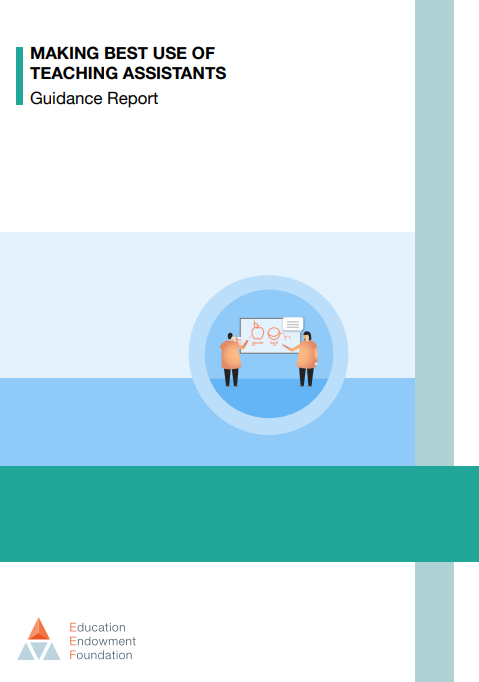 MAKING BEST USE OF
TEACHING ASSISTANTS
Guidance Report
Education
Endowment
Foundation